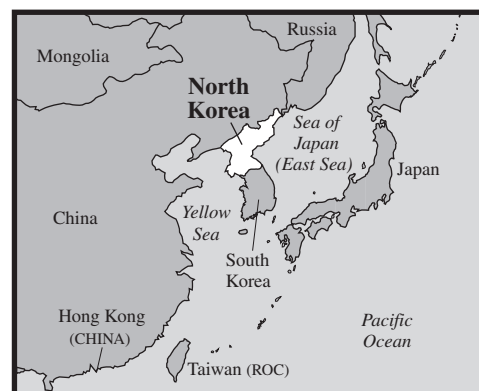 Russia
Mongolia
North
Korea
Sea of
Japan
(East Sea)
Japan
China
Yellow
Sea
South
Korea
Hong Kong
(CHINA)
Pacific
Ocean
Taiwan (ROC)